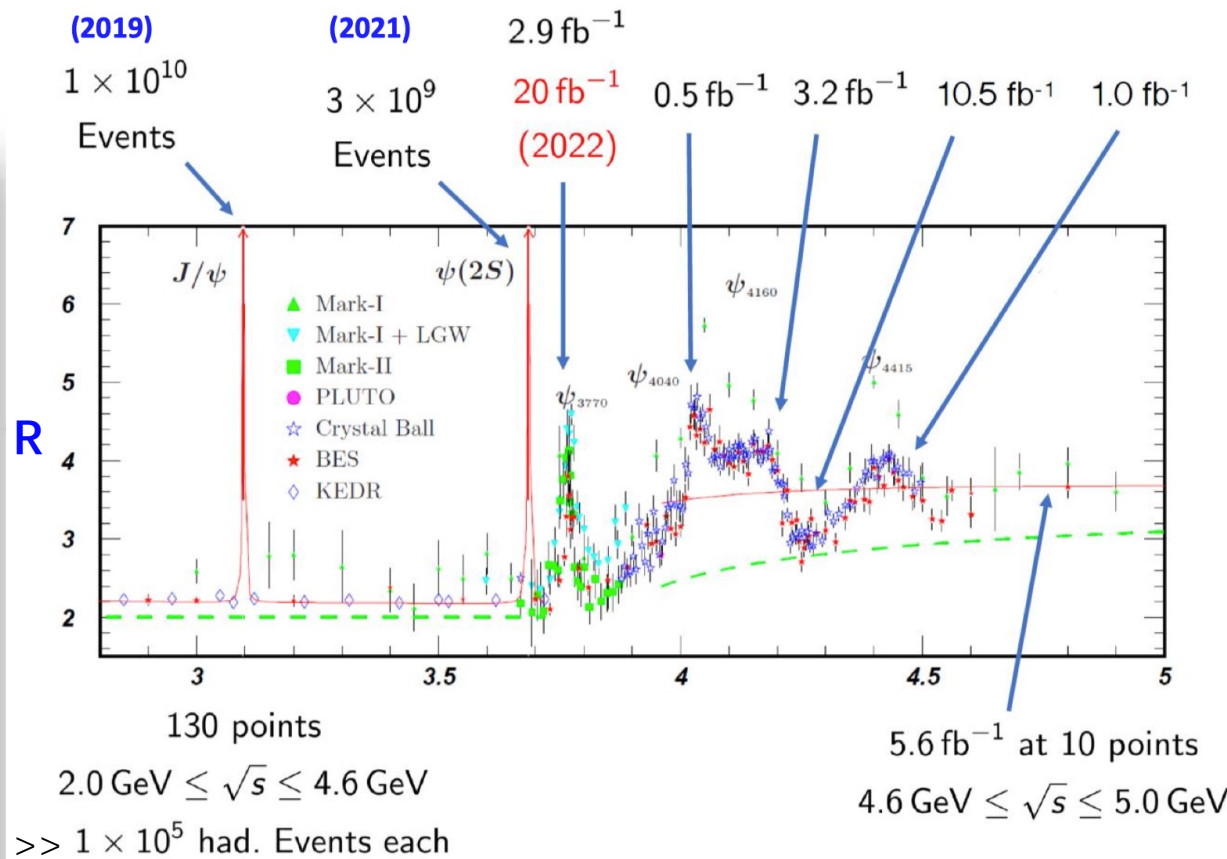 (2019)
(2021)
2.9 fb⁻¹
1 × 10¹⁰
Events
3 × 10⁹
Events
20 fb⁻¹
(2022)
0.5 fb⁻¹
3.2 fb⁻¹
10.5 fb⁻¹
1.0 fb⁻¹
7
6
5
4
3
2
R
J/ψ
ψ(2S)
Mark-I
Mark-I + LGW
Mark-II
PLUTO
Crystal Ball
BES
KEDR
ψ₃₇₇₀
ψ₄₀₄₀
ψ₄₁₆₀
ψ₄₄₁₅
3
3.5
4
4.5
5
130 points
2.0 GeV ≤ √s ≤ 4.6 GeV
>> 1 × 10⁵ had. Events each
5.6 fb⁻¹ at 10 points
4.6 GeV ≤ √s ≤ 5.0 GeV